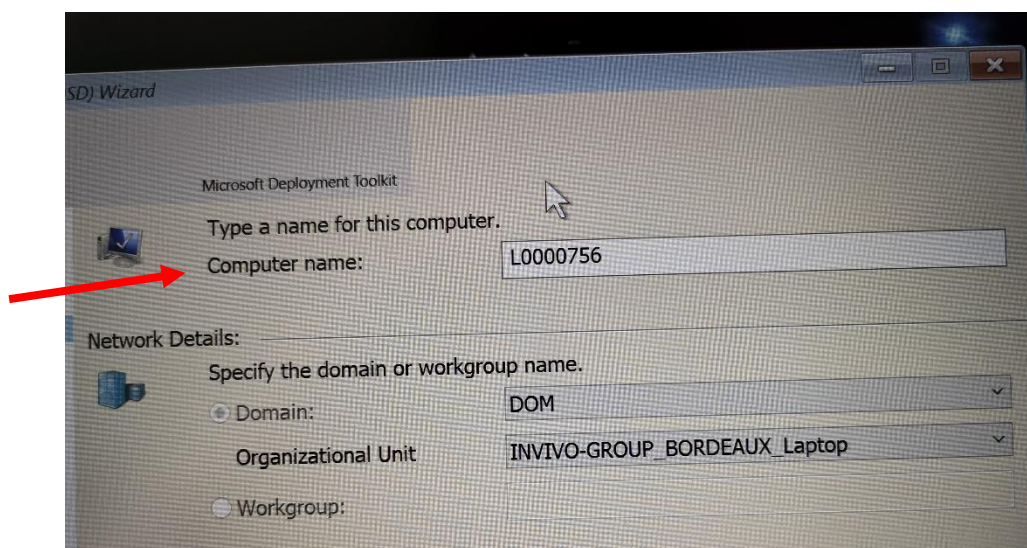 SD) Wizard
Microsoft Deployment Toolkit
Type a name for this computer.
Computer name: L0000756
Network Details:
Specify the domain or workgroup name.
Domain: DOM
Organizational Unit INVIVO-GROUP_BORDEAUX_Laptop
Workgroup: